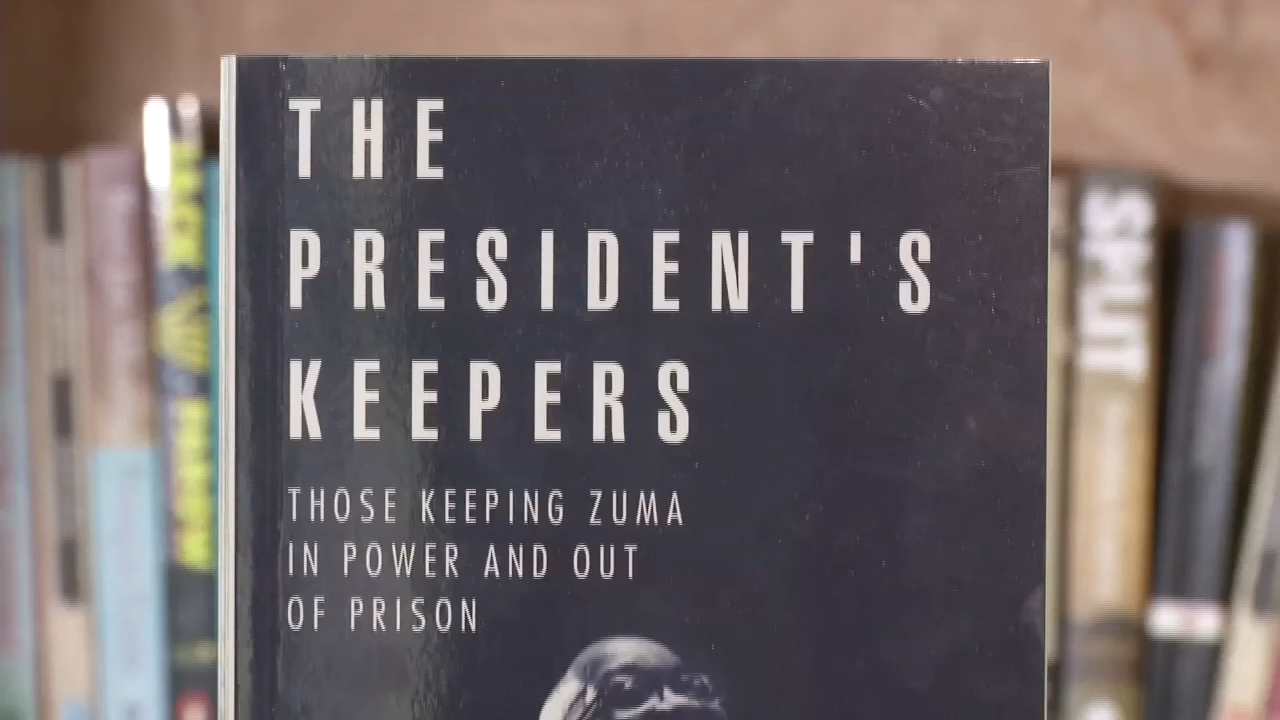 THE
PRESIDENT'S
KEEPERS
THOSE KEEPING ZUMA
IN POWER AND OUT
OF PRISON